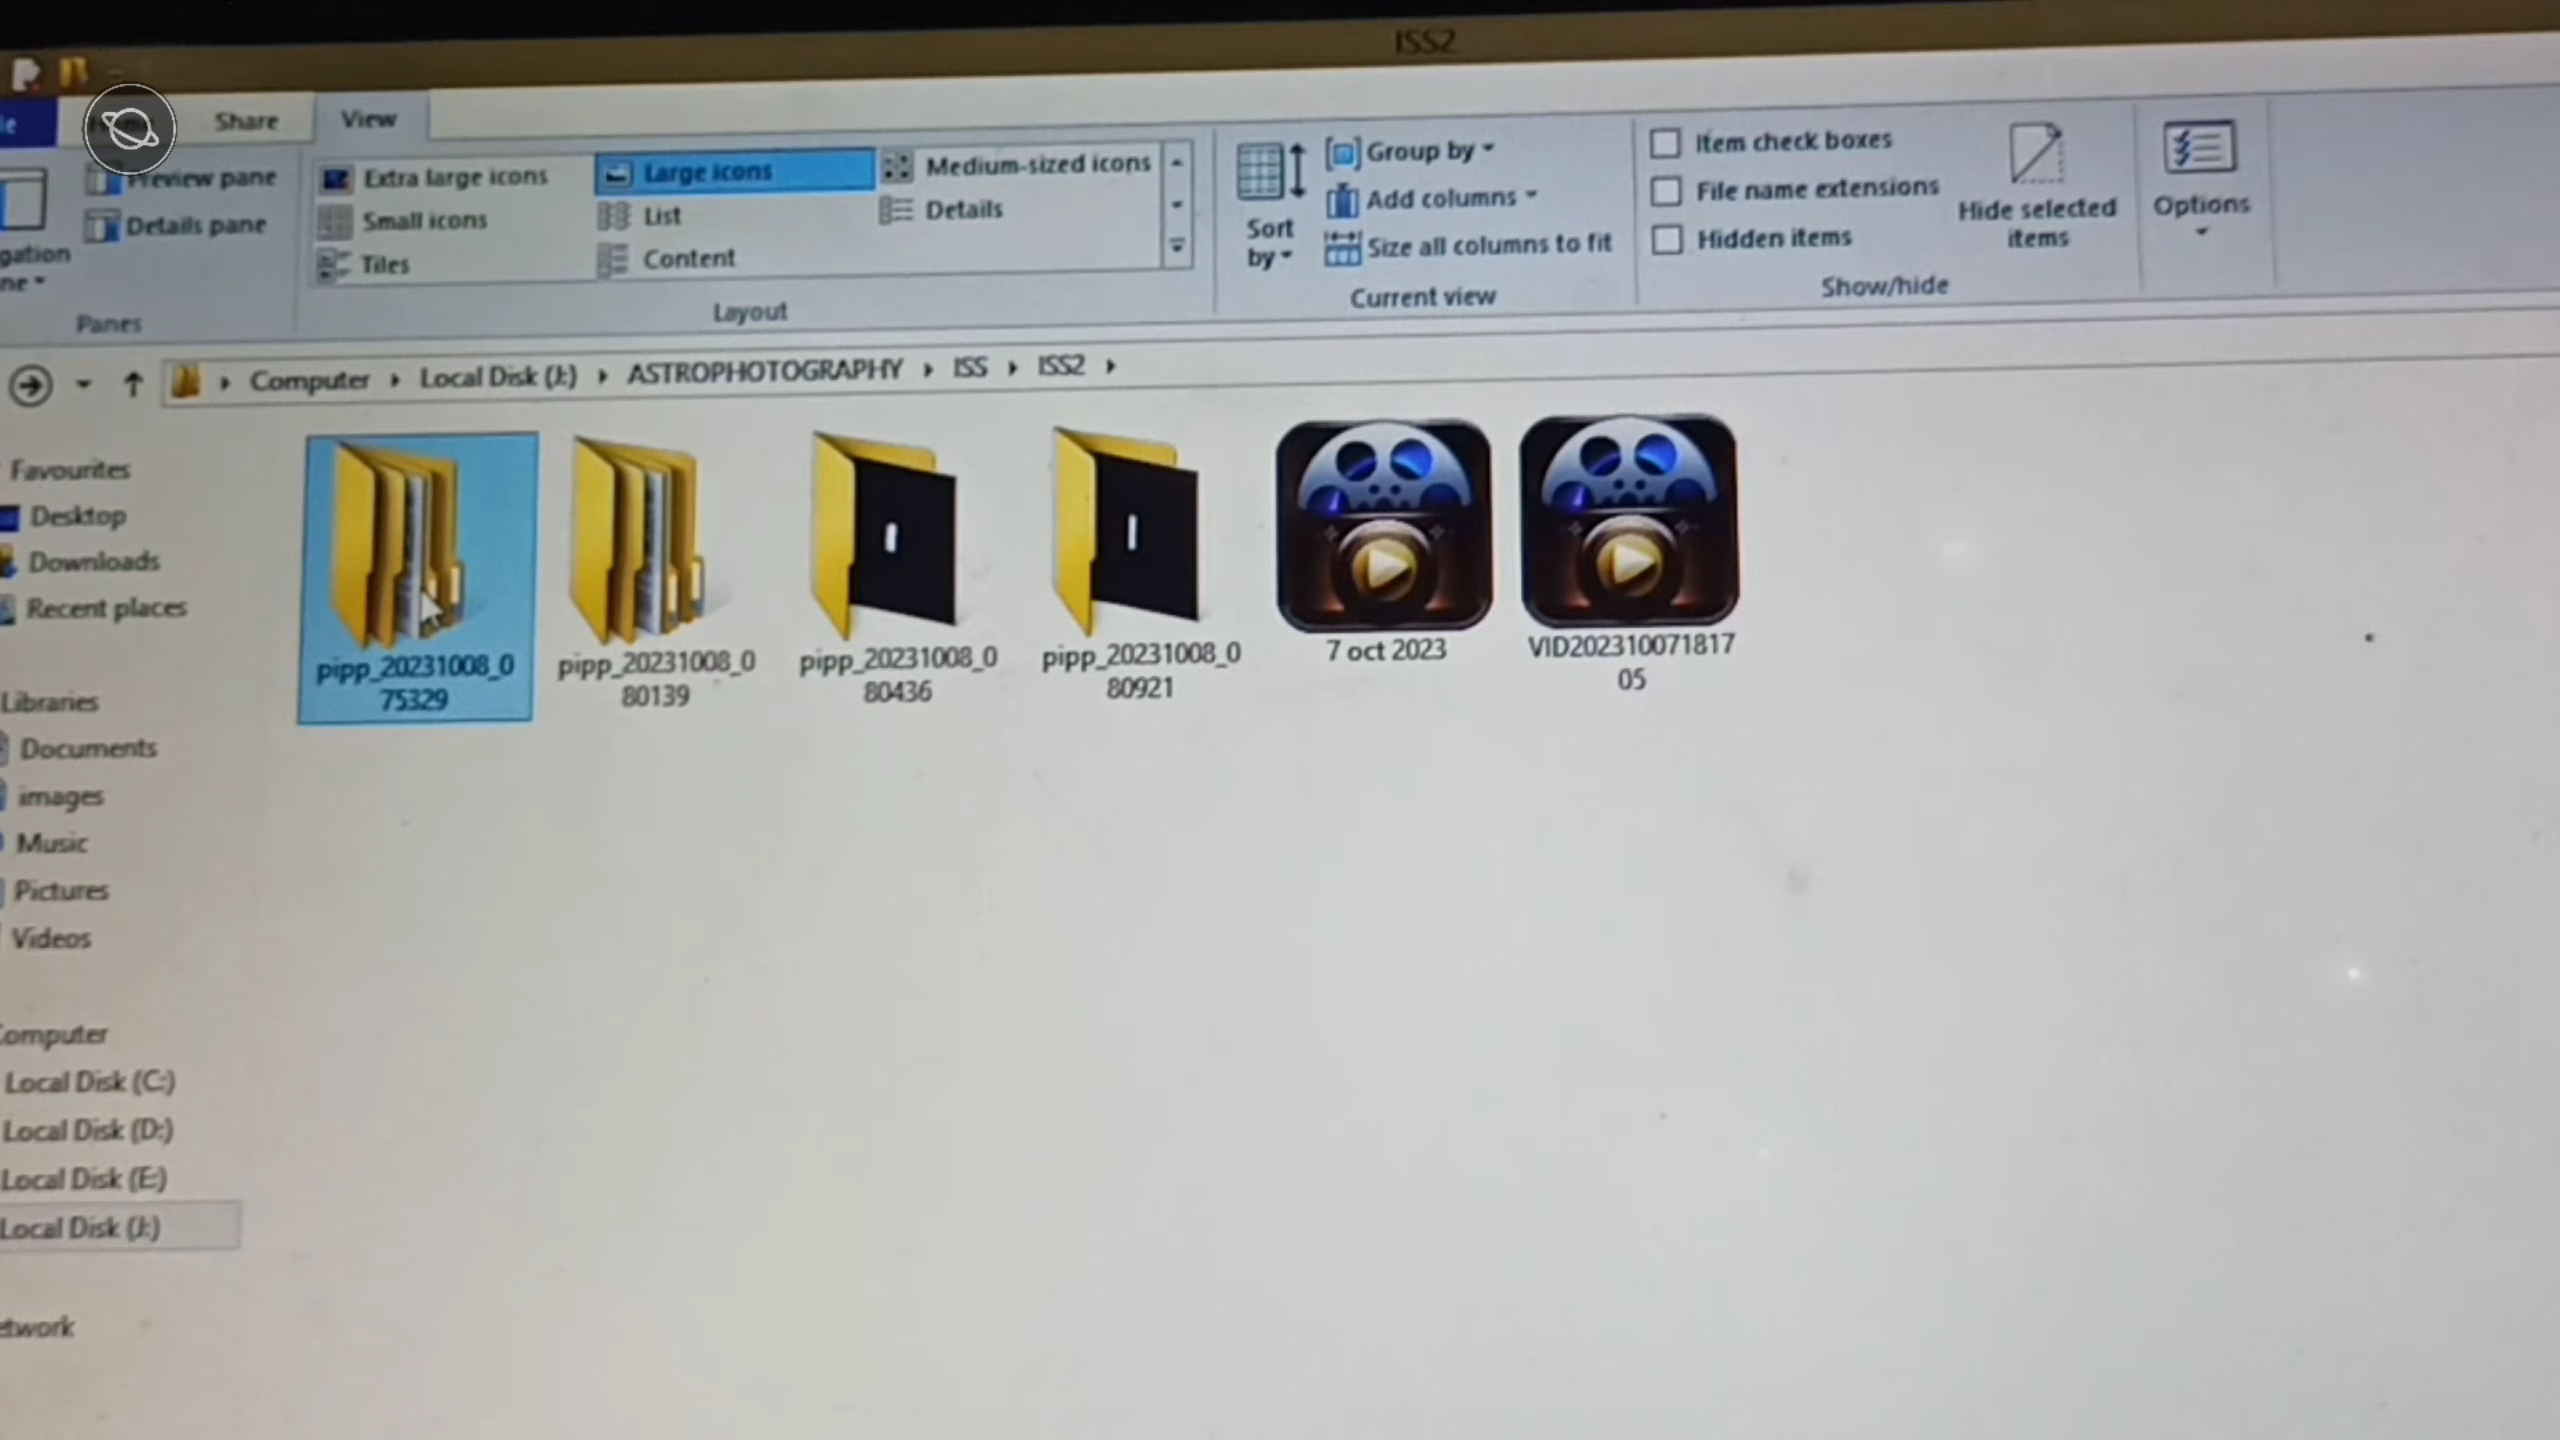 ISS2
Share
View
Preview pane
Details pane
Panes
Extra large icons
Large icons
Medium-sized icons
Small icons
List
Details
Tiles
Content
Layout
Sort
by
Group by
Add columns
Size all columns to fit
Current view
Item check boxes
File name extensions
Hidden items
Hide selected
items
Show/hide
Options
Computer
Local Disk (J:)
ASTROPHOTOGRAPHY
ISS
ISS2
Favourites
Desktop
Downloads
Recent places
Libraries
Documents
images
Music
Pictures
Videos
Computer
Local Disk (C:)
Local Disk (D:)
Local Disk (E:)
Local Disk (J:)
etwork
pipp_20231008_0
75329
pipp_20231008_0
80139
pipp_20231008_0
80436
pipp_20231008_0
80921
7 oct 2023
VID202310071817
05